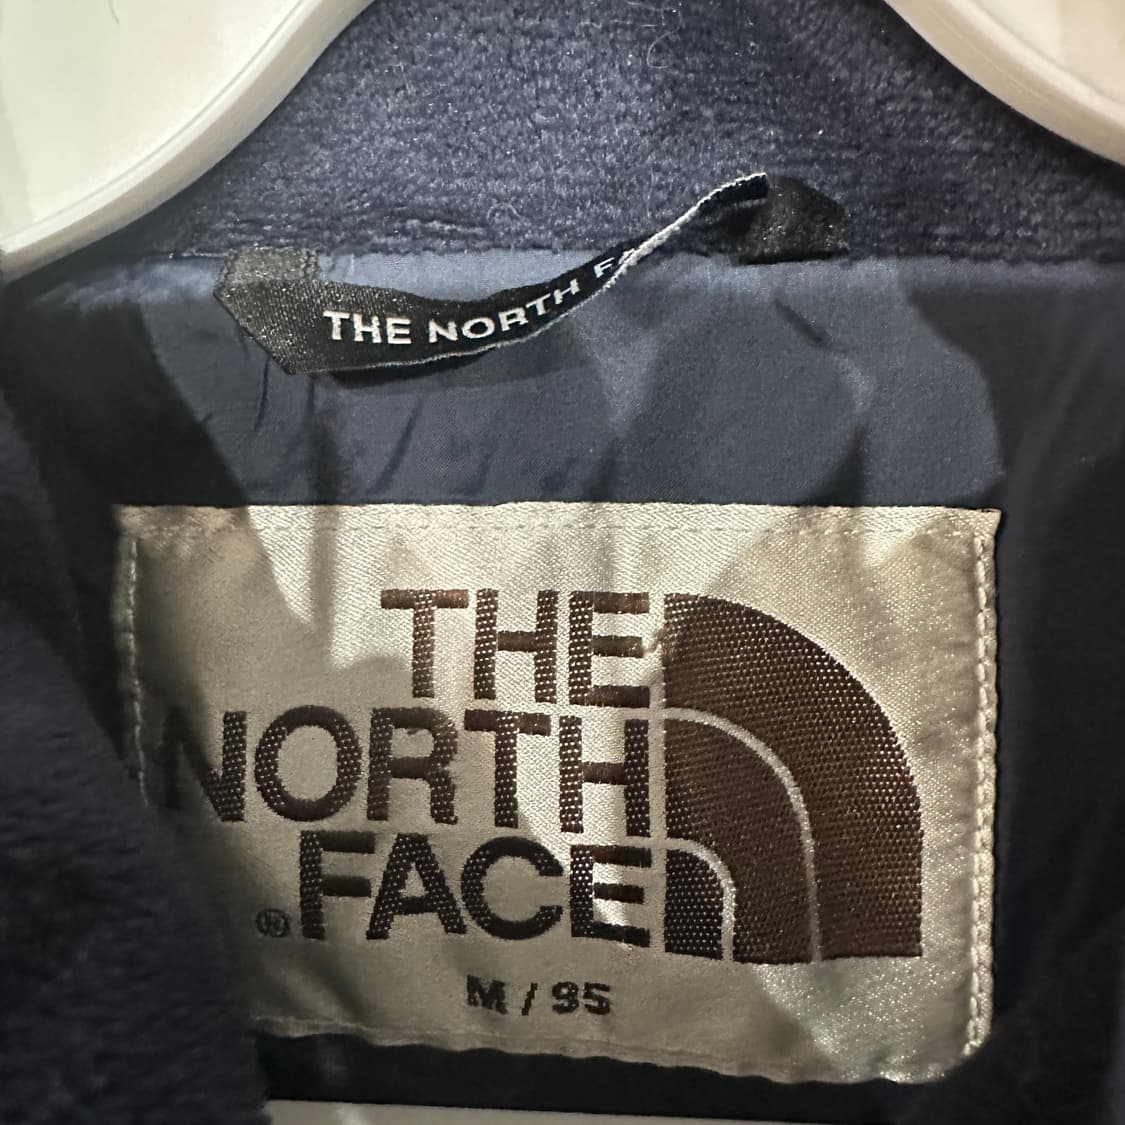 THE NORTH F
THE
NORTH
FACE
®
M / 95